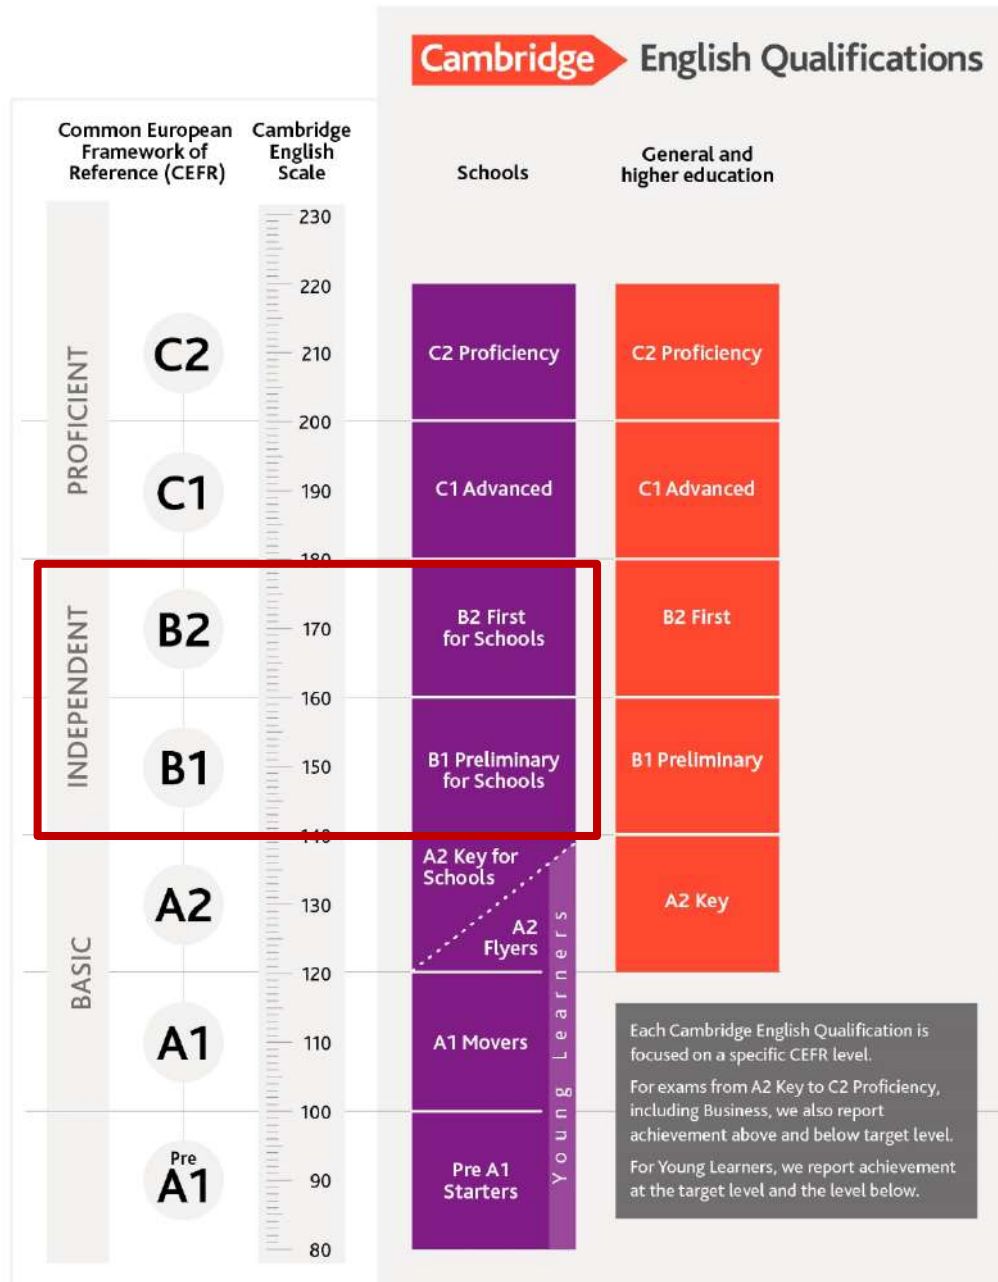 Cambridge English Qualifications
Common European
Framework of
Reference (CEFR)
Cambridge
English
Scale
Schools
General and
higher education
PROFICIENT
INDEPENDENT
BASIC
C2
C1
B2
B1
A2
A1
Pre
A1
230
220
210
200
190
180
170
160
150
140
130
120
110
100
90
80
C2 Proficiency
C1 Advanced
B2 First
for Schools
B1 Preliminary
for Schools
A2 Key for
Schools
A2
Flyers
A1 Movers
Pre A1
Starters
Young Learners
C2 Proficiency
C1 Advanced
B2 First
B1 Preliminary
A2 Key
Each Cambridge English Qualification is
focused on a specific CEFR level.
For exams from A2 Key to C2 Proficiency,
including Business, we also report
achievement above and below target level.
For Young Learners, we report achievement
at the target level and the level below.